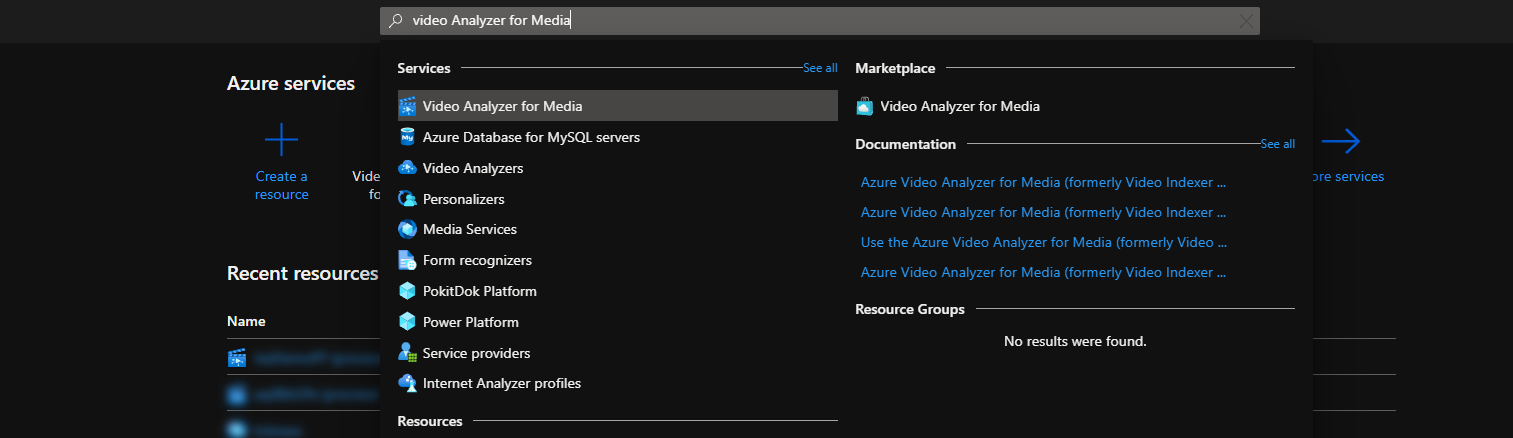 video Analyzer for Media
Azure services
Create a
resource
Vide
fo
ore services
Recent resources
Name
Services
See all
Video Analyzer for Media
Azure Database for MySQL servers
Video Analyzers
Personalizers
Media Services
Form recognizers
PokitDok Platform
Power Platform
Service providers
Internet Analyzer profiles
Resources
Marketplace
Video Analyzer for Media
Documentation
See all
Azure Video Analyzer for Media (formerly Video Indexer ...
Azure Video Analyzer for Media (formerly Video Indexer ...
Use the Azure Video Analyzer for Media (formerly Video ...
Azure Video Analyzer for Media (formerly Video Indexer ...
Resource Groups
No results were found.